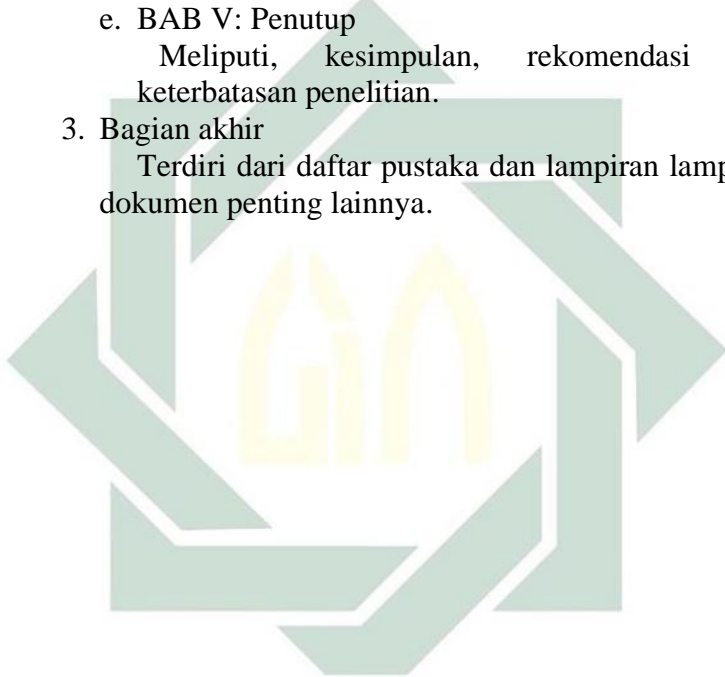 e. BAB V: Penutup
Meliputi, kesimpulan, rekomendasi
keterbatasan penelitian.
3. Bagian akhir
Terdiri dari daftar pustaka dan lampiran
dokumen penting lainnya.